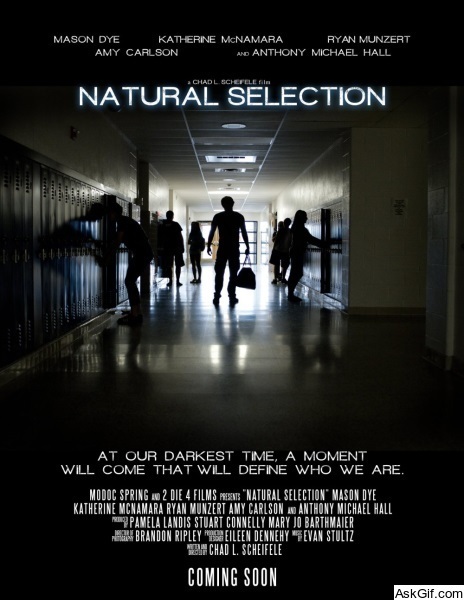 MASON DYE KATHERINE McNAMARA RYAN MUNZERT
AMY CARLSON AND ANTHONY MICHAEL HALL
a CHAD L. SCHEIFELE film
NATURAL SELECTION
AT OUR DARKEST TIME, A MOMENT
WILL COME THAT WILL DEFINE WHO WE ARE.
MODOC SPRING AND 2 DIE 4 FILMS PRESENTS "NATURAL SELECTION" MASON DYE
KATHERINE MCNAMARA RYAN MUNZERT AMY CARLSON AND ANTHONY MICHAEL HALL
PRODUCED BY PAMELA LANDIS STUART CONNELLY MARY JO BARTHMAIER
DIRECTOR OF PHOTOGRAPHY BRANDON RIPLEY PRODUCTION DESIGNER EILEEN DENNEHY MUSIC BY EVAN STULTZ
WRITTEN AND DIRECTED BY CHAD L. SCHEIFELE
COMING SOON
AskGif.com